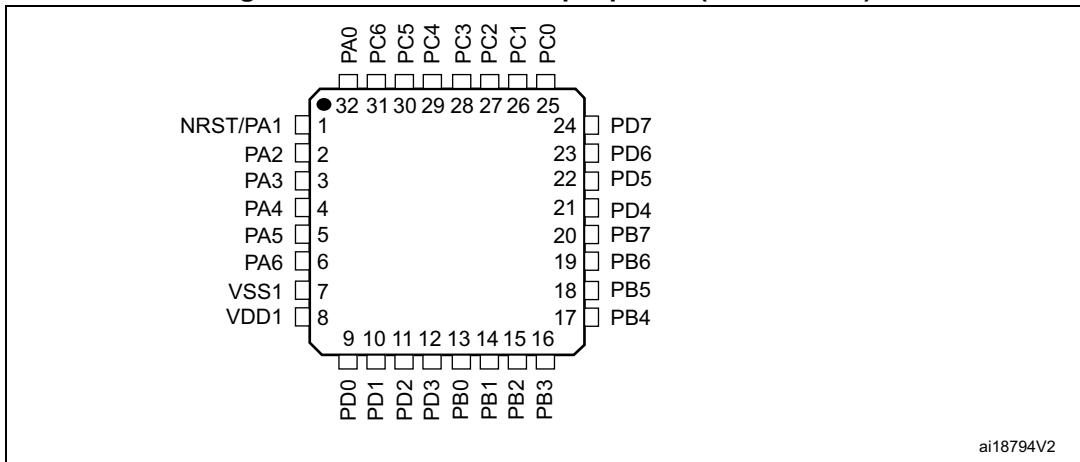 PA0 PC6 PC5 PC4 PC3 PC2 PC1 PC0
32 31 30 29 28 27 26 25
NRST/PA1 1 24 PD7
PA2 2 23 PD6
PA3 3 22 PD5
PA4 4 21 PD4
PA5 5 20 PB7
PA6 6 19 PB6
VSS1 7 18 PB5
VDD1 8 17 PB4
9 10 11 12 13 14 15 16
PD0 PD1 PD2 PD3 PB0 PB1 PB2 PB3
ai18794V2